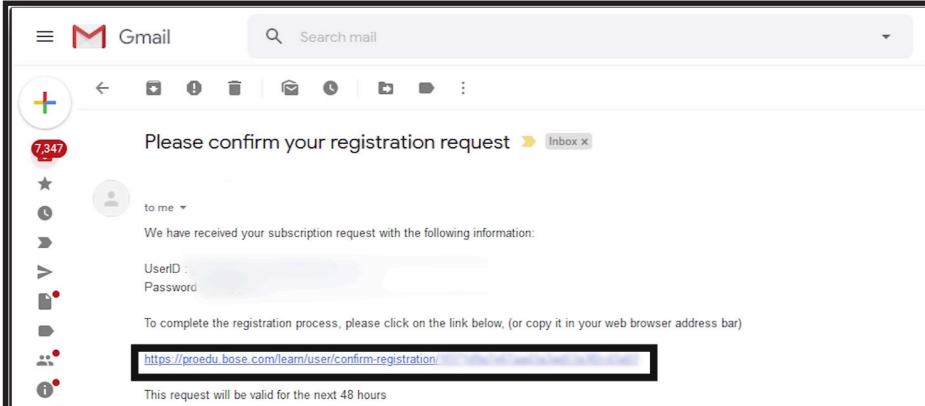 Gmail
Search mail
Please confirm your registration request
Inbox x
7,347
to me
We have received your subscription request with the following information:
UserID :
Password
To complete the registration process, please click on the link below, (or copy it in your web browser address bar)
https://proedu.bose.com/learn/user/confirm-registration/
This request will be valid for the next 48 hours